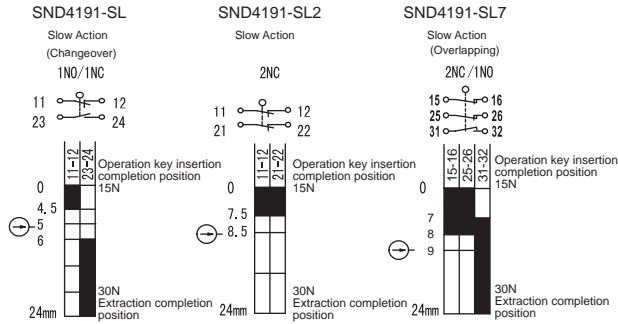 SND4191-SL
Slow Action
(Changeover)
1NO/1NC
11 12
23 24
11-12
23-24
Operation key insertion
completion position
15N
0
4.5
5
6
24mm
30N
Extraction completion
position
SND4191-SL2
Slow Action
2NC
11 12
21 22
11-12
21-22
Operation key insertion
completion position
15N
0
7.5
8.5
24mm
30N
Extraction completion
position
SND4191-SL7
Slow Action
(Overlapping)
2NC/1NO
15 16
25 26
31 32
15-16
25-26
31-32
Operation key insertion
completion position
15N
0
7
8
9
24mm
30N
Extraction completion
position